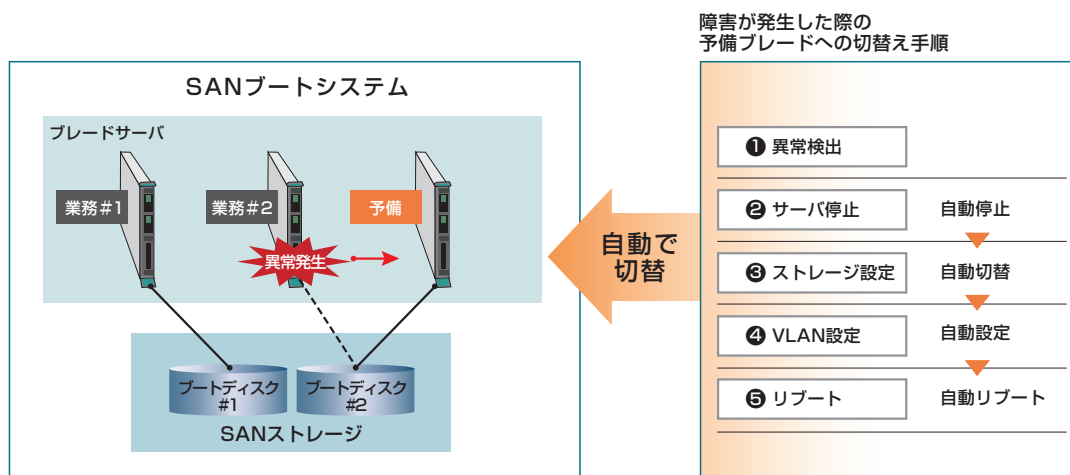 障害が発生した際の
予備ブレードへの切替え手順
SANブートシステム
ブレードサーバ
業務#1
業務#2
予備
異常発生
ブートディスク
#1
ブートディスク
#2
SANストレージ
自動で
切替
❶ 異常検出
❷ サーバ停止
自動停止
❸ ストレージ設定
自動切替
❹ VLAN設定
自動設定
❺ リブート
自動リブート